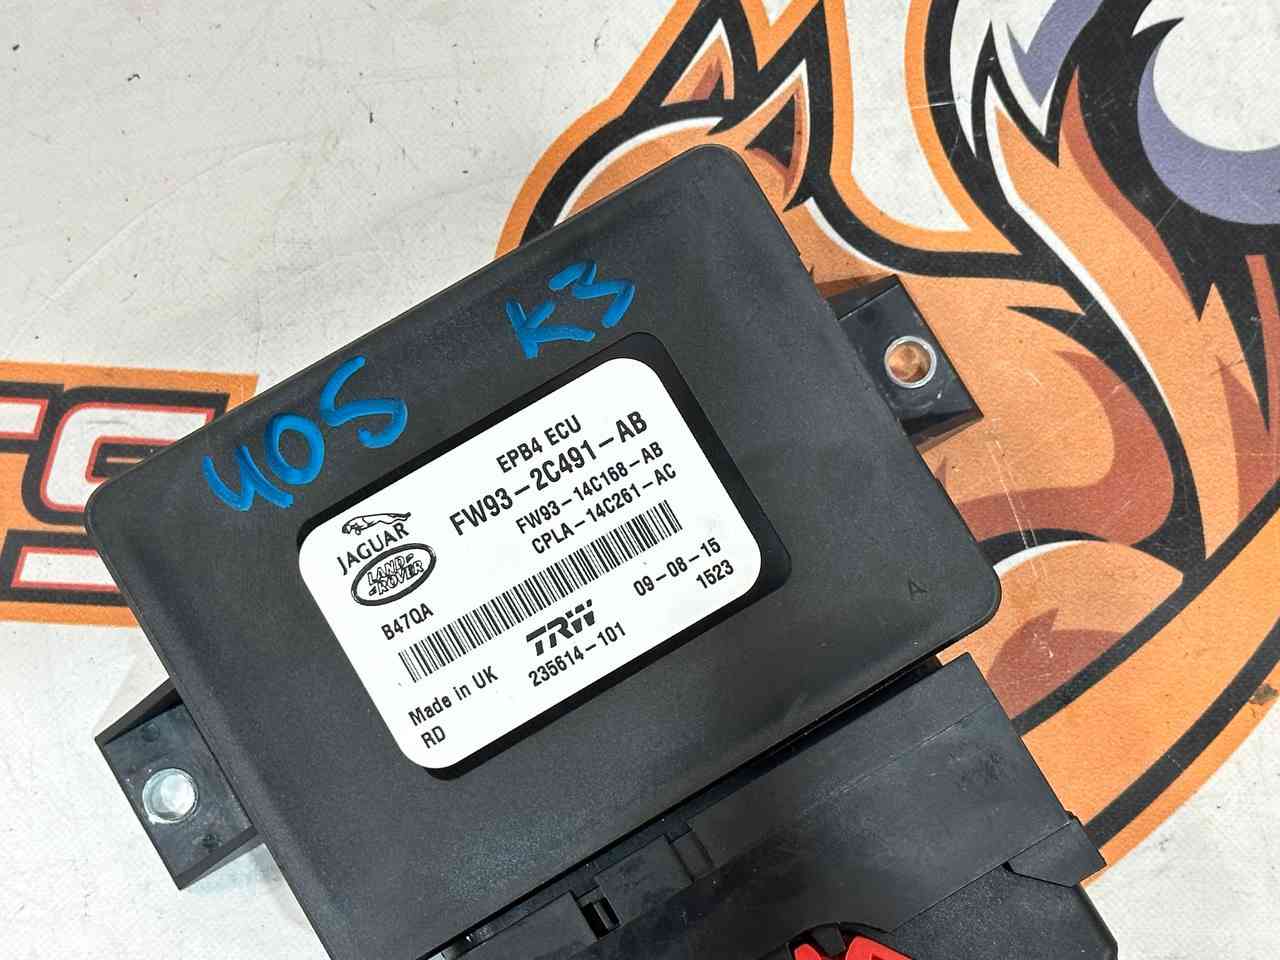 405 K3
EPB4 ECU
FW93-2C491-AB
FW93-14C168-AB
CPLA-14C261-AC
JAGUAR
LAND-
-ROVER
B47QA
09-08-15
1523
TRW
235614-101
Made in UK
RD
A